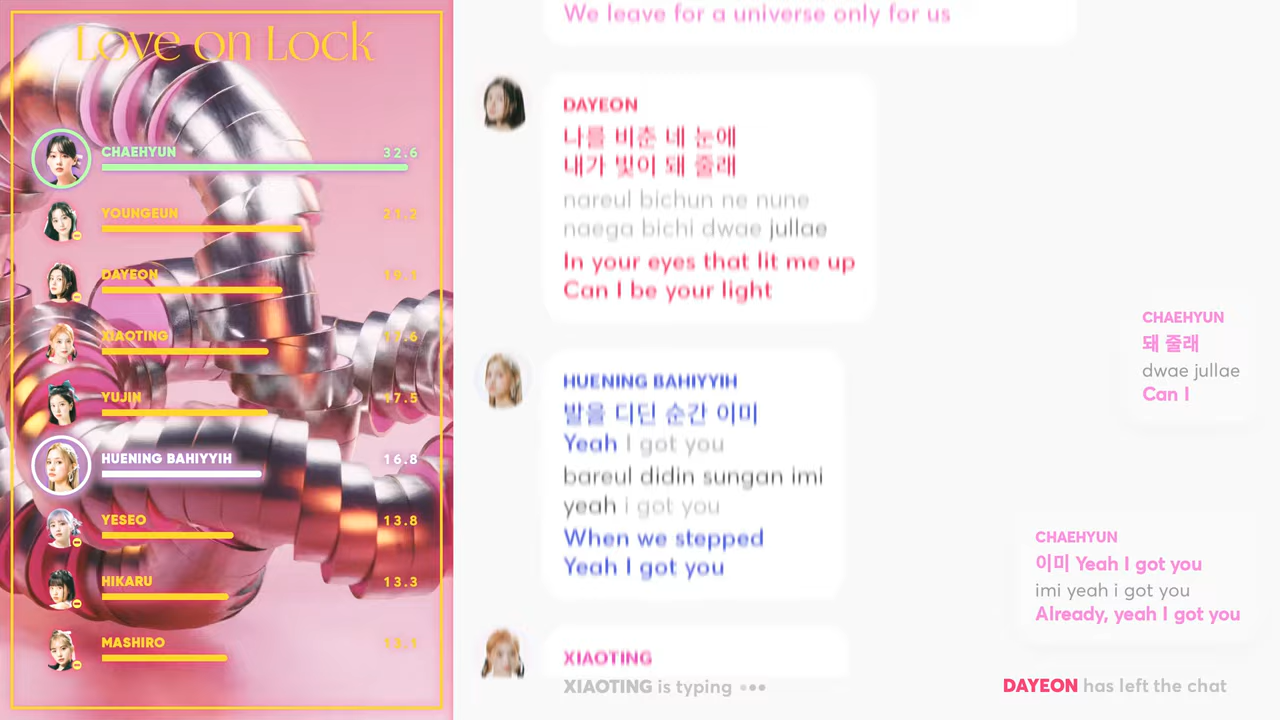 Love on Lock
CHAEHYUN 32.6
YOUNGEUN 21.2
DAYEON 19.1
XIAOTING 17.6
YUJIN 17.5
HUENING BAHIYYIH 16.8
YESEO 13.8
HIKARU 13.3
MASHIRO 13.1
We leave for a universe only for us
DAYEON
나를 비춘 네 눈에
내가 빛이 돼 줄래
nareul bichun ne nune
naega bichi dwae jullae
In your eyes that lit me up
Can I be your light
CHAEHYUN
돼 줄래
dwae jullae
Can I
HUENING BAHIYYIH
발을 디딘 순간 이미
Yeah I got you
bareul didin sungan imi
yeah i got you
When we stepped
Yeah I got you
CHAEHYUN
이미 Yeah I got you
imi yeah i got you
Already, yeah I got you
XIAOTING
XIAOTING is typing
DAYEON has left the chat